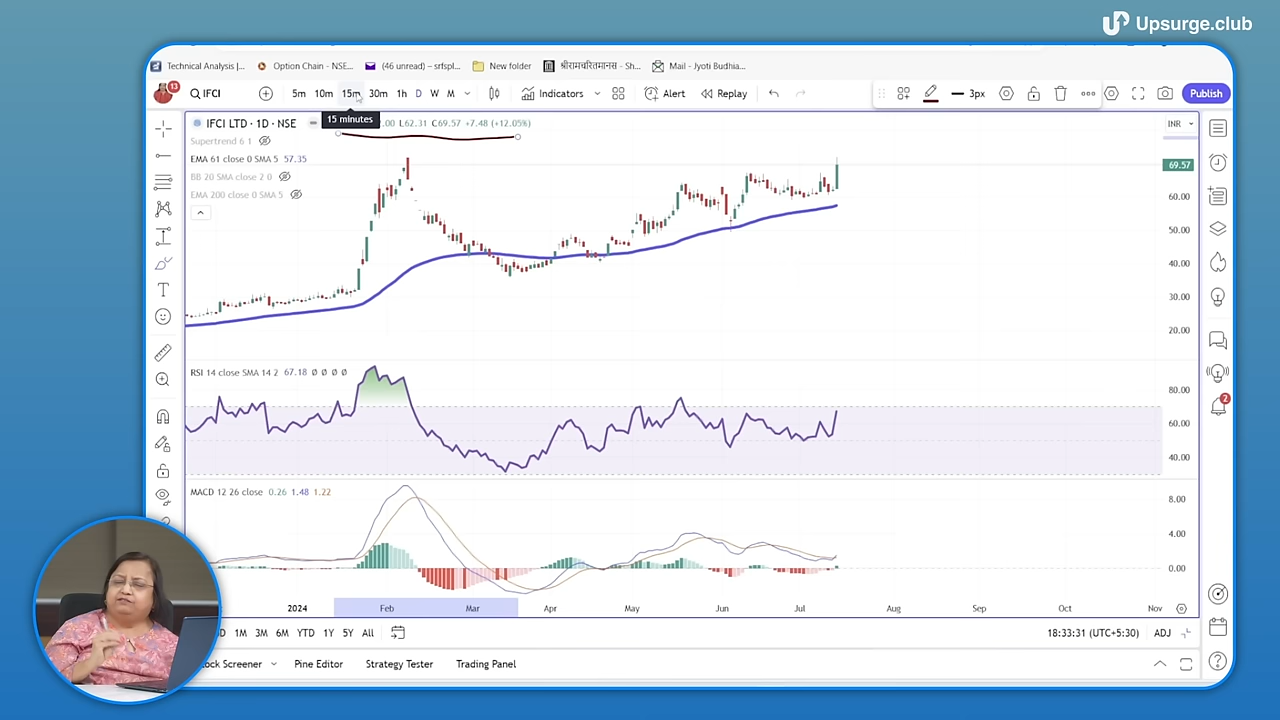 Upsurge.club
Technical Analysis |... Option Chain - NSE... (46 unread) – srfspl... New folder श्रीरामचरितमानस - Sh... Mail - Jyoti Budhia...
13 IFCI 5m 10m 15m 30m 1h D W M Indicators Alert Replay 3px Publish
15 minutes
IFCI LTD · 1D · NSE .00 L62.31 C69.57 +7.48 (+12.05%) INR
Supertrend 6 1
EMA 61 close 0 SMA 5 57.35
BB 20 SMA close 2 0
EMA 200 close 0 SMA 5
69.57
60.00
50.00
40.00
30.00
20.00
RSI 14 close SMA 14 2 67.18 Ø Ø Ø Ø
80.00
60.00
40.00
2
MACD 12 26 close 0.26 1.48 1.22
8.00
4.00
0.00
2024 Feb Mar Apr May Jun Jul Aug Sep Oct Nov
D 1M 3M 6M YTD 1Y 5Y All 18:33:31 (UTC+5:30) ADJ
ock Screener Pine Editor Strategy Tester Trading Panel